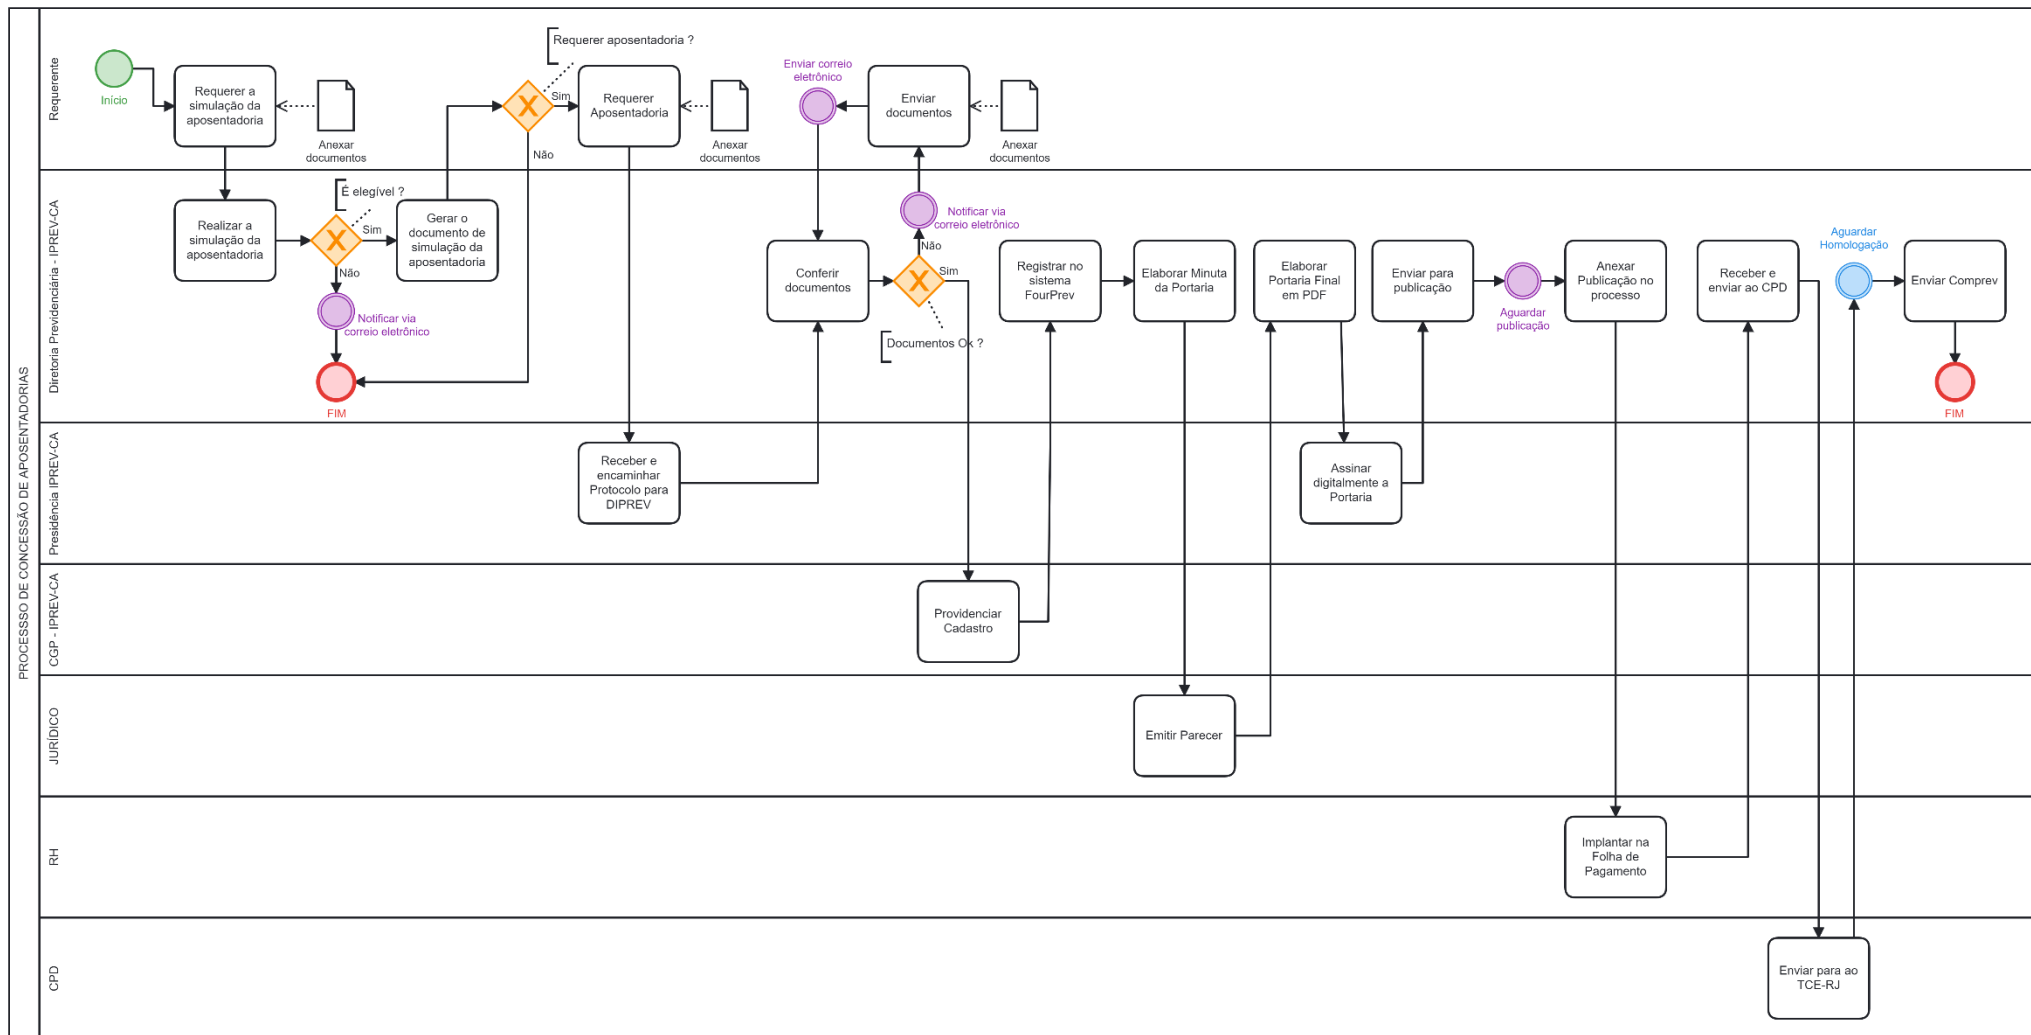 PROCESSSO DE CONCESSÃO DE APOSENTADORIAS
Requerente
Início
Requerer a
simulação da
aposentadoria
Anexar
documentos
Requerer aposentadoria ?
Sim
Não
Requerer
Aposentadoria
Anexar
documentos
Enviar correio
eletrônico
Enviar
documentos
Anexar
documentos
Diretoria Previdenciária - IPREV-CA
Realizar a
simulação da
aposentadoria
É elegível ?
Sim
Não
Gerar o
documento de
simulação da
aposentadoria
Notificar via
correio eletrônico
FIM
Conferir
documentos
Notificar via
correio eletrônico
Não
Sim
Documentos Ok ?
Registrar no
sistema
FourPrev
Elaborar Minuta
da Portaria
Elaborar
Portaria Final
em PDF
Enviar para
publicação
Aguardar
publicação
Anexar
Publicação no
processo
Receber e
enviar ao CPD
Aguardar
Homologação
Enviar Comprev
FIM
Presidência IPREV-CA
Receber e
encaminhar
Protocolo para
DIPREV
Assinar
digitalmente a
Portaria
CGP - IPREV-CA
Providenciar
Cadastro
JURÍDICO
Emitir Parecer
RH
Implantar na
Folha de
Pagamento
CPD
Enviar para ao
TCE-RJ